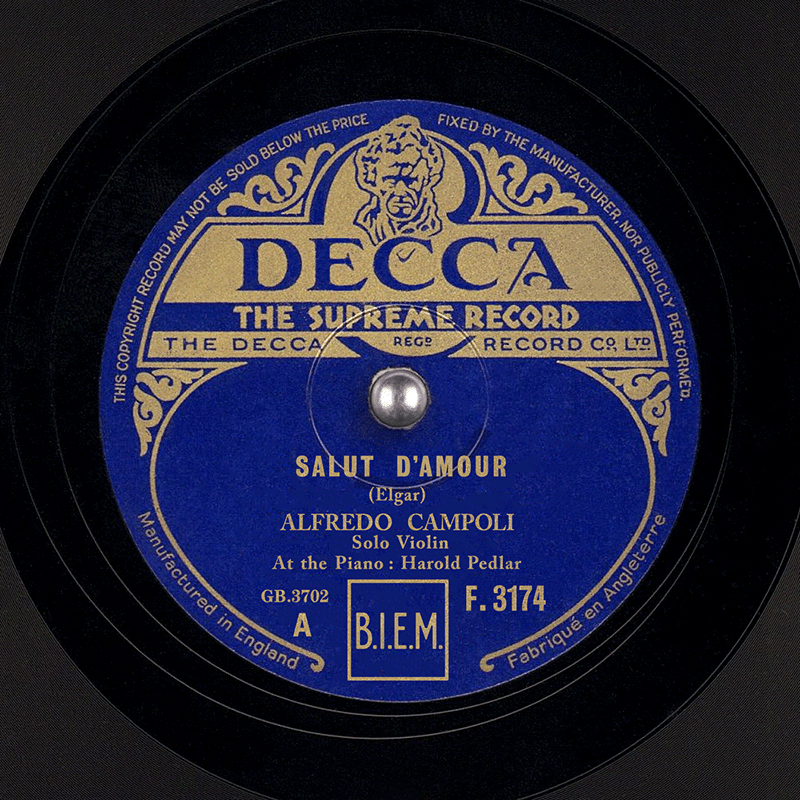 THIS COPYRIGHT RECORD MAY NOT BE SOLD BELOW THE PRICE FIXED BY THE MANUFACTURER, NOR PUBLICLY PERFORMED.
DECCA
THE SUPREME RECORD
THE DECCA REGD RECORD CO., LTD
SALUT D'AMOUR
(Elgar)
ALFREDO CAMPOLI
Solo Violin
At the Piano : Harold Pedlar
GB.3702
A
B.I.E.M.
F. 3174
Manufactured in England
Fabriqué en Angleterre